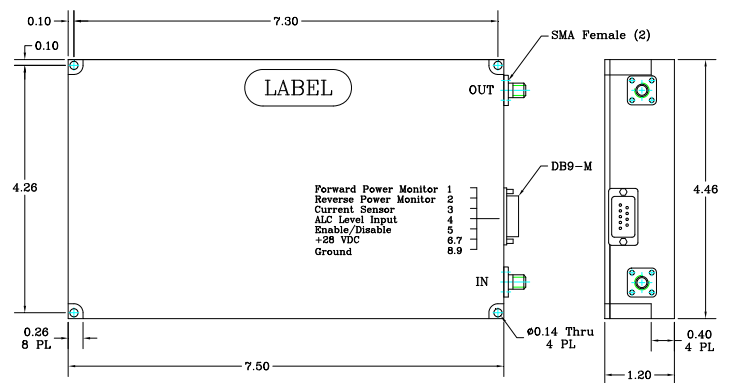 0.10
7.30
0.10
SMA Female (2)
LABEL
OUT
DB9-M
4.26
4.46
Forward Power Monitor 1
Reverse Power Monitor 2
Current Sensor 3
ALC Level Input 4
Enable/Disable 5
+28 VDC 6.7
Ground 8.9
IN
0.26
8 PL
Ø0.14 Thru
4 PL
0.40
4 PL
7.50
1.20